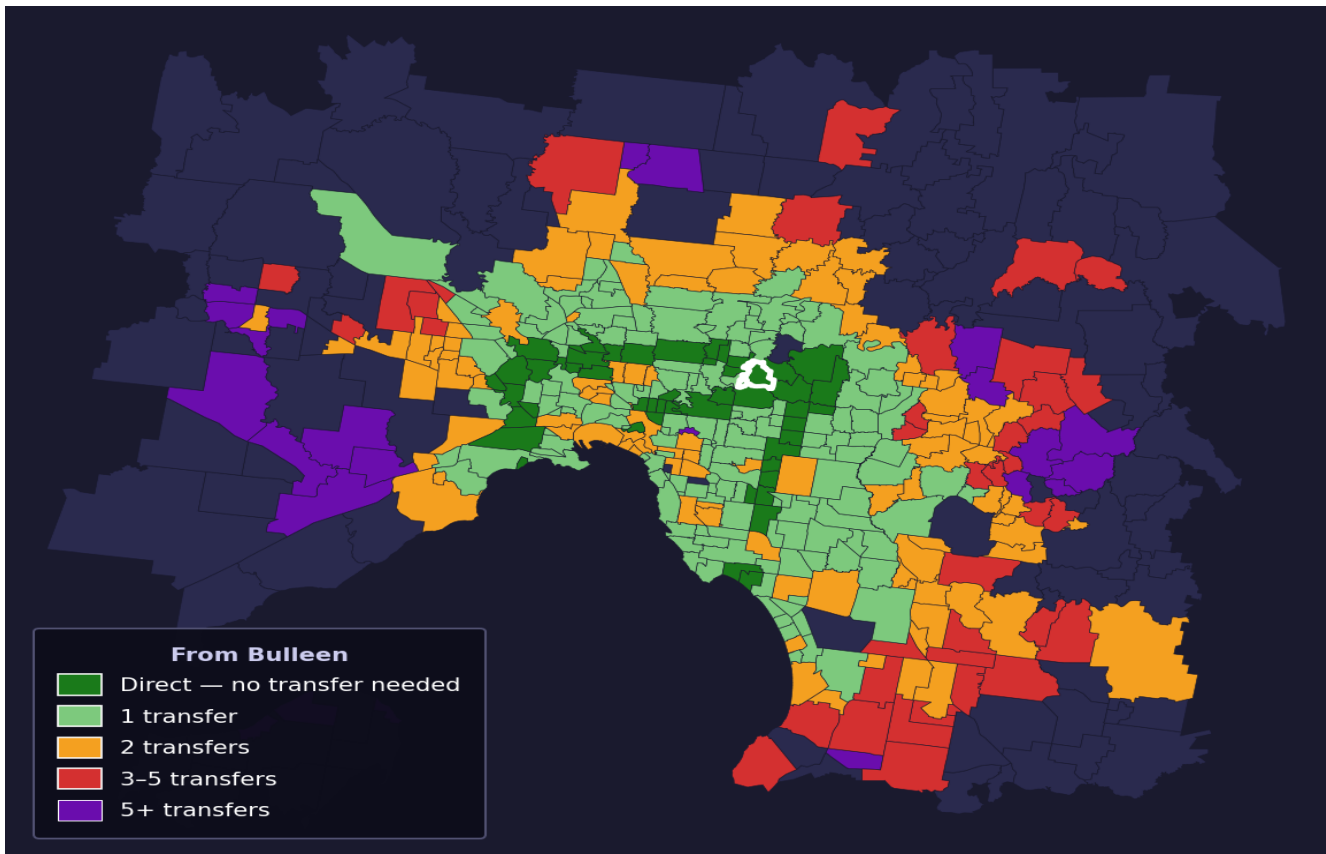 From Bulleen
Direct — no transfer needed
1 transfer
2 transfers
3–5 transfers
5+ transfers